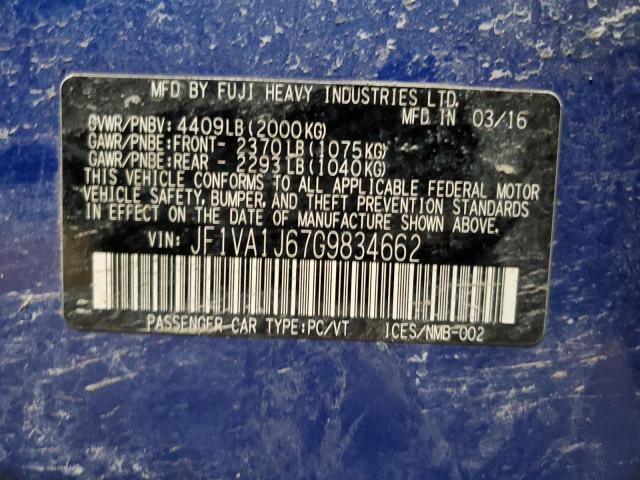 MFD BY FUJI HEAVY INDUSTRIES LTD.
MFD IN 03/16
GVWR/PNBV: 4409LB (2000KG)
GAWR/PNBE:FRONT- 2370LB(1075KG)
GAWR/PNBE:REAR - 2293LB(1040KG)
THIS VEHICLE CONFORMS TO ALL APPLICABLE FEDERAL MOTOR
VEHICLE SAFETY, BUMPER, AND THEFT PREVENTION STANDARDS
IN EFFECT ON THE DATE OF MANUFACTURE SHOWN ABOVE.
VIN: JF1VA1J67G9834662
PASSENGER CAR TYPE:PC/VT ICES/NMB-002